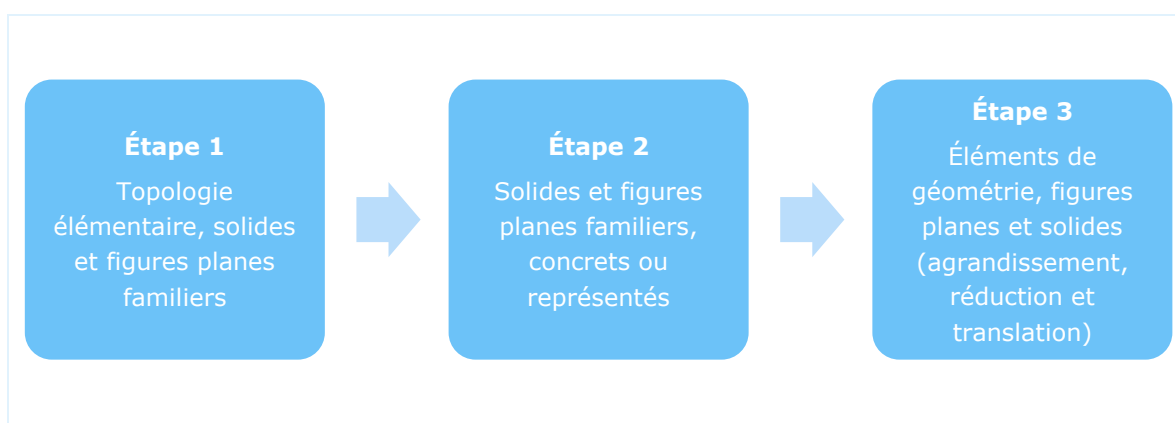 Étape 1
Topologie
élémentaire, solides
et figures planes
familiers
Étape 2
Solides et figures
planes familiers,
concrets ou
représentés
Étape 3
Éléments de
géométrie, figures
planes et solides
(agrandissement,
réduction et
translation)